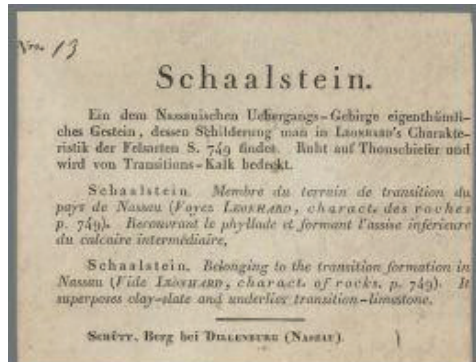 Nro. 13
Schaalstein.
Ein dem Nassauischen Uebergangs-Gebirge eigenthümli-
ches Gestein, dessen Schilderung man in Leonhard's Charakte-
ristik der Felsarten S. 749 findet. Ruht auf Thonschiefer und
wird von Transitions-Kalk bedeckt.
Schaalstein. Membre du terrain de transition du
pays de Nassau (Voyez Leonhard, charact. des roches
p. 749). Recouvrant le phyllade et formant l'assise inférieure
du calcaire intermédiaire.
Schaalstein. Belonging to the transition formation in
Nassau (Vide Leonhard, charact. of rocks. p. 749). It
superposes clay-slate and underlies transition-limestone.
Schütt. Berg bei Dillenburg (Nassau).